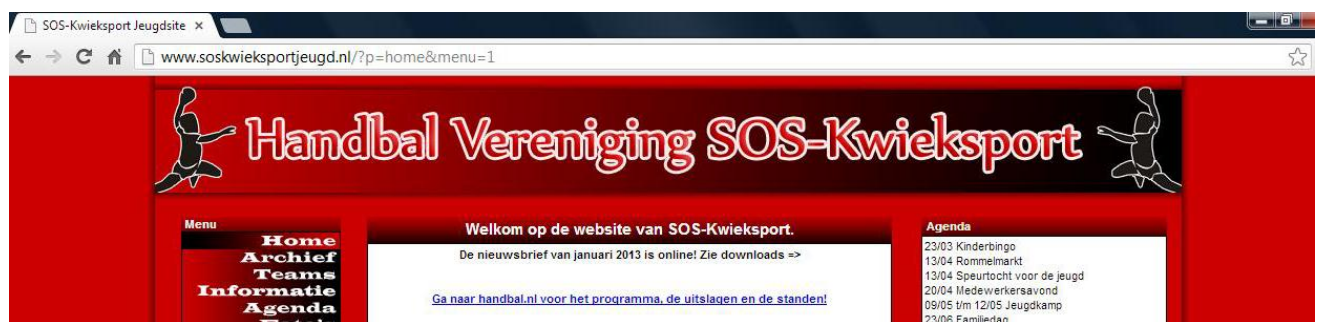 SOS-Kwieksport Jeugdsite
www.soskwieksportjeugd.nl/?p=home&menu=1
Handbal Vereniging SOS-Kwieksport
Menu
Home
Archief
Teams
Informatie
Agenda
Welkom op de website van SOS-Kwieksport.
De nieuwsbrief van januari 2013 is online! Zie downloads =>
Ga naar handbal.nl voor het programma, de uitslagen en de standen!
Agenda
23/03 Kinderbingo
13/04 Rommelmarkt
13/04 Speurtocht voor de jeugd
20/04 Medewerkersavond
09/05 t/m 12/05 Jeugdkamp
23/06 Familiedag